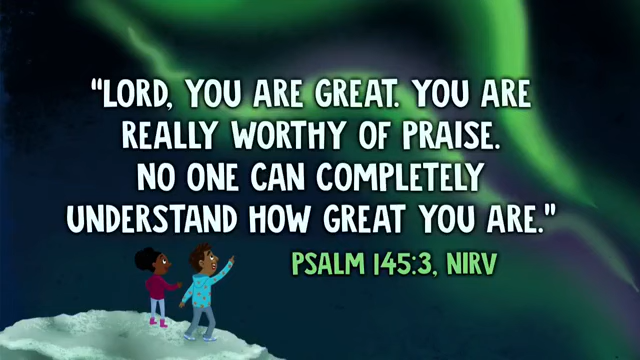 "LORD, YOU ARE GREAT. YOU ARE
REALLY WORTHY OF PRAISE.
NO ONE CAN COMPLETELY
UNDERSTAND HOW GREAT YOU ARE."
PSALM 145:3, NIRV